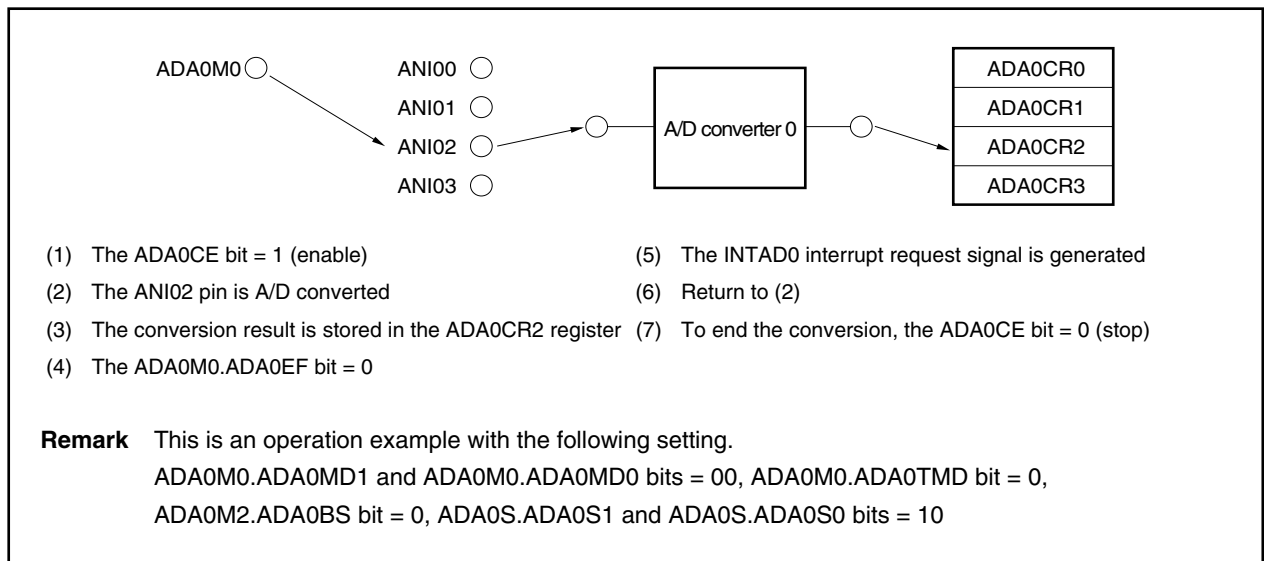 ADA0M0
ANI00
ANI01
ANI02
ANI03
A/D converter 0
ADA0CR0
ADA0CR1
ADA0CR2
ADA0CR3
(1) The ADA0CE bit = 1 (enable)
(2) The ANI02 pin is A/D converted
(3) The conversion result is stored in the ADA0CR2 register
(4) The ADA0M0.ADA0EF bit = 0
(5) The INTAD0 interrupt request signal is generated
(6) Return to (2)
(7) To end the conversion, the ADA0CE bit = 0 (stop)
Remark This is an operation example with the following setting.
ADA0M0.ADA0MD1 and ADA0M0.ADA0MD0 bits = 00, ADA0M0.ADA0TMD bit = 0,
ADA0M2.ADA0BS bit = 0, ADA0S.ADA0S1 and ADA0S.ADA0S0 bits = 10